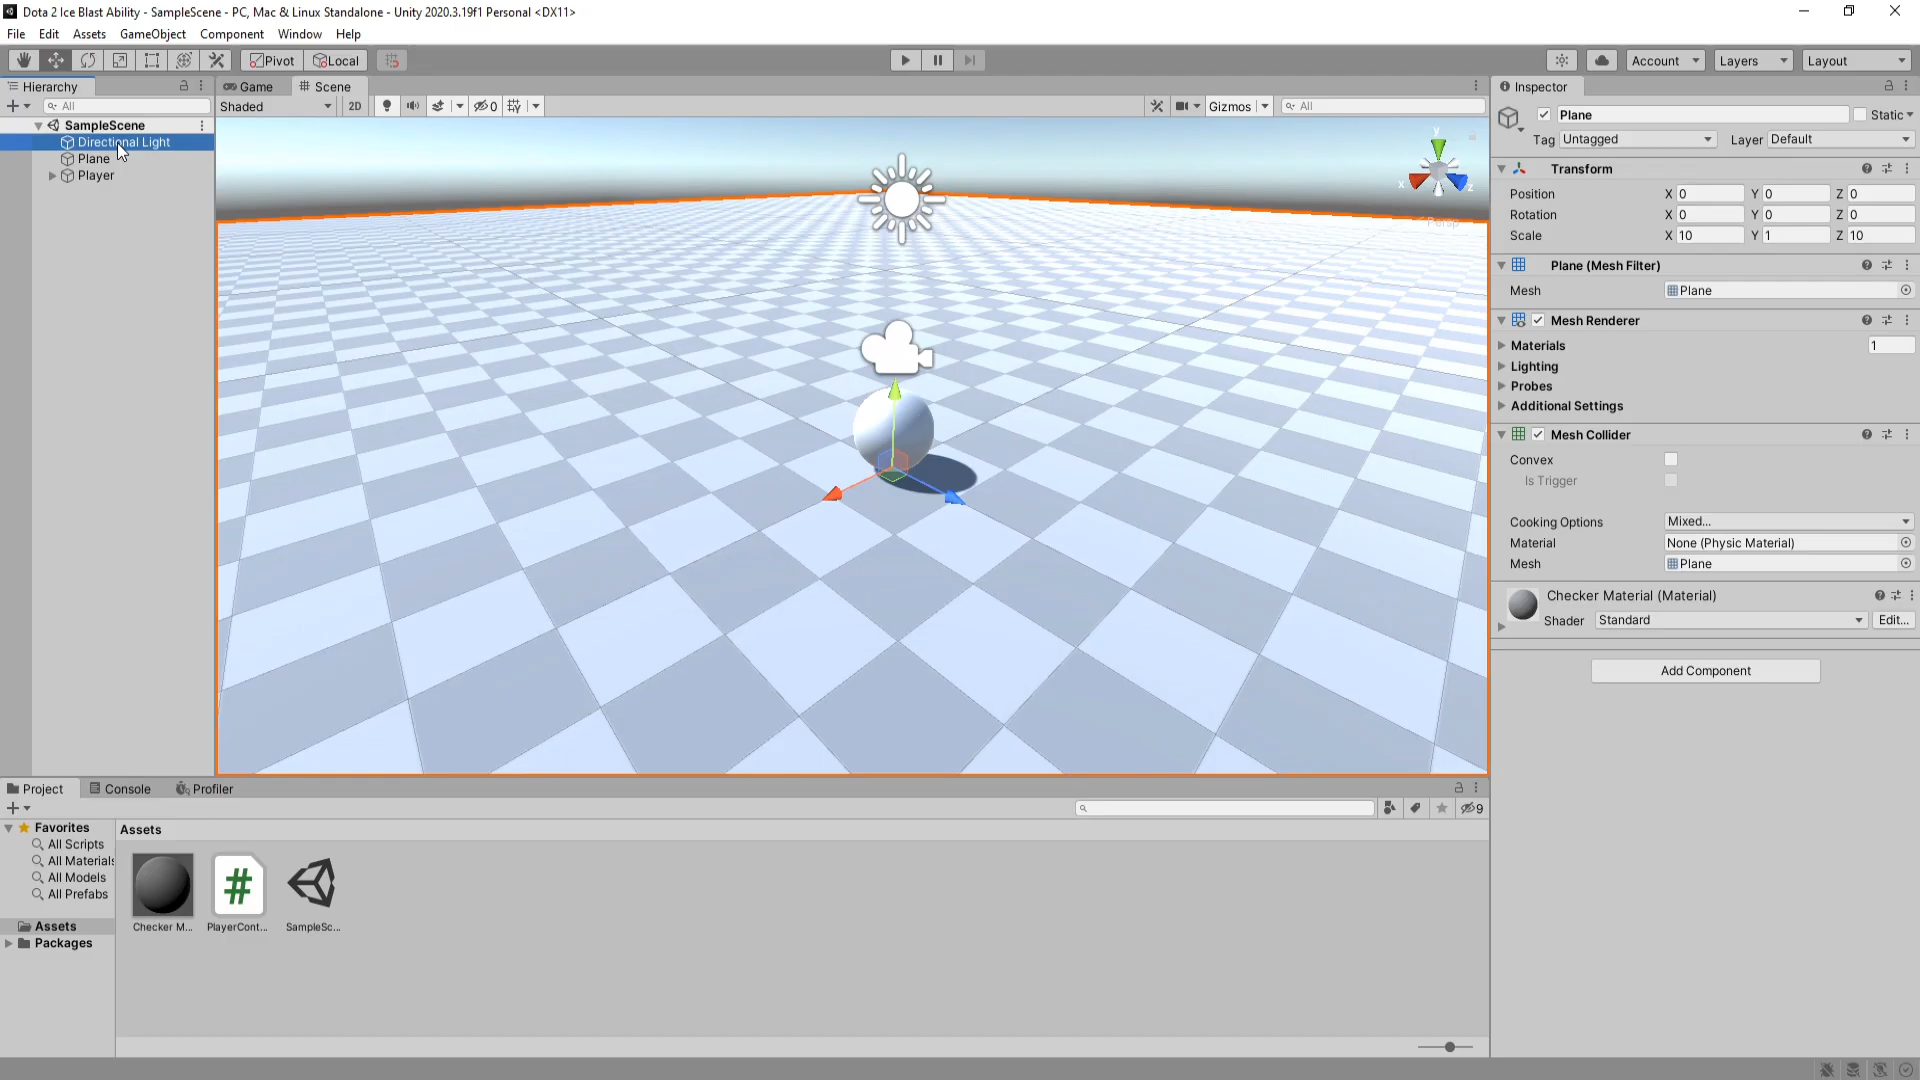 Dota 2 Ice Blast Ability - SampleScene - PC, Mac & Linux Standalone - Unity 2020.3.19f1 Personal <DX11>
File Edit Assets GameObject Component Window Help
Pivot Local Account Layers Layout
Hierarchy
All
SampleScene
Directional Light
Plane
Player
Game Scene
Shaded 2D 0 Gizmos All
y
x
z
Persp
Inspector
Plane Static
Tag Untagged Layer Default
Transform
Position X 0 Y 0 Z 0
Rotation X 0 Y 0 Z 0
Scale X 10 Y 1 Z 10
Plane (Mesh Filter)
Mesh Plane
Mesh Renderer
Materials 1
Lighting
Probes
Additional Settings
Mesh Collider
Convex
Is Trigger
Cooking Options Mixed...
Material None (Physic Material)
Mesh Plane
Checker Material (Material)
Shader Standard Edit...
Add Component
Project Console Profiler
9
Favorites
All Scripts
All Materials
All Models
All Prefabs
Assets
Packages
Assets
Checker M... PlayerCont... SampleSc...